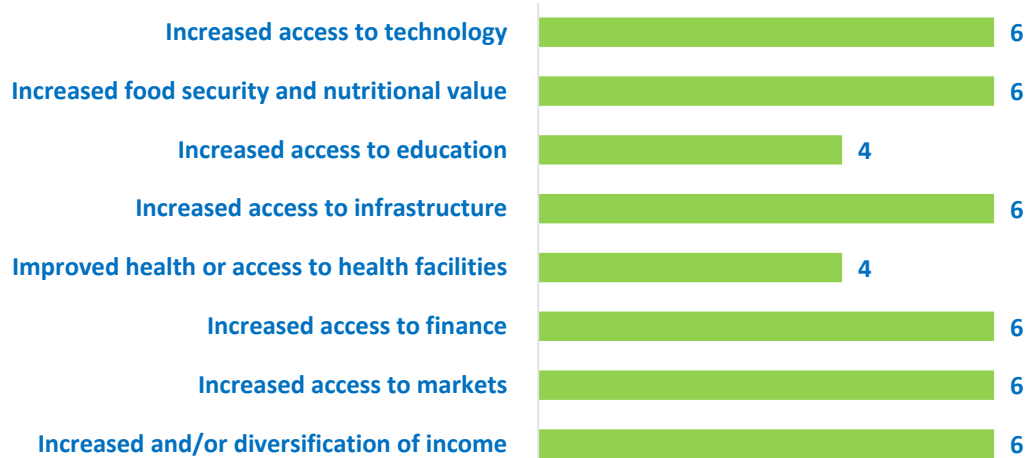 Increased access to technology 6
Increased food security and nutritional value 6
Increased access to education 4
Increased access to infrastructure 6
Improved health or access to health facilities 4
Increased access to finance 6
Increased access to markets 6
Increased and/or diversification of income 6